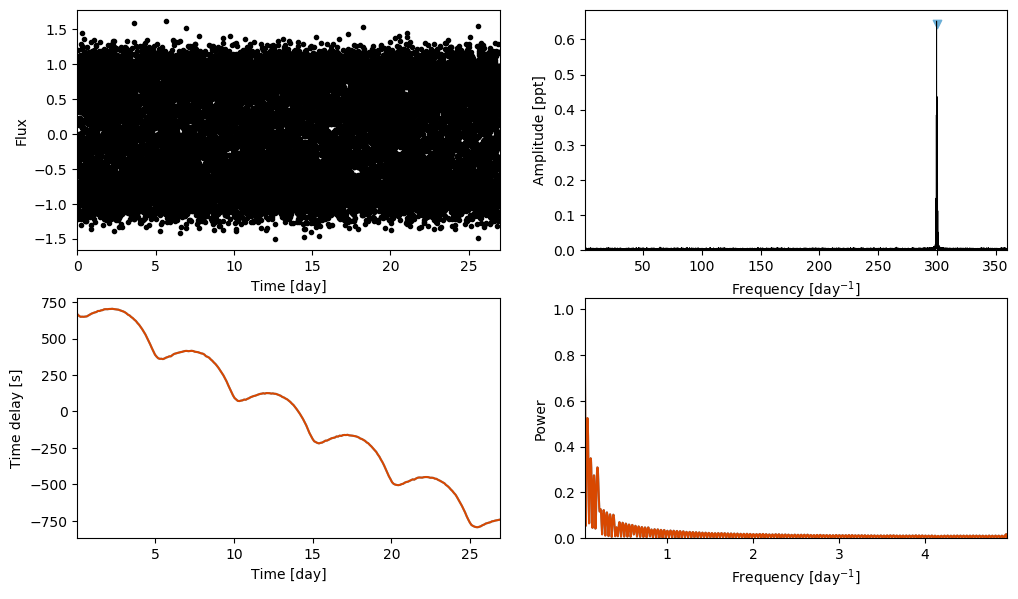 1.5
1.0
0.5
0.0
−0.5
−1.0
−1.5
Flux
0 5 10 15 20 25
Time [day]
0.6
0.5
0.4
0.3
0.2
0.1
0.0
Amplitude [ppt]
50 100 150 200 250 300 350
Frequency [day⁻¹]
750
500
250
0
−250
−500
−750
Time delay [s]
5 10 15 20 25
Time [day]
1.0
0.8
0.6
0.4
0.2
0.0
Power
1 2 3 4
Frequency [day⁻¹]